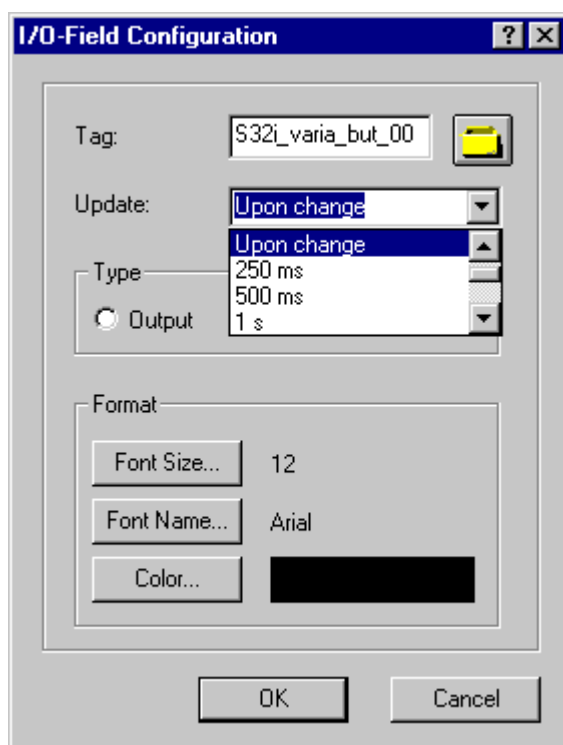 I/O-Field Configuration
Tag: S32i_varia_but_00
Update: Upon change
Upon change
250 ms
500 ms
1 s
Type
Output
Format
Font Size... 12
Font Name... Arial
Color...
OK Cancel